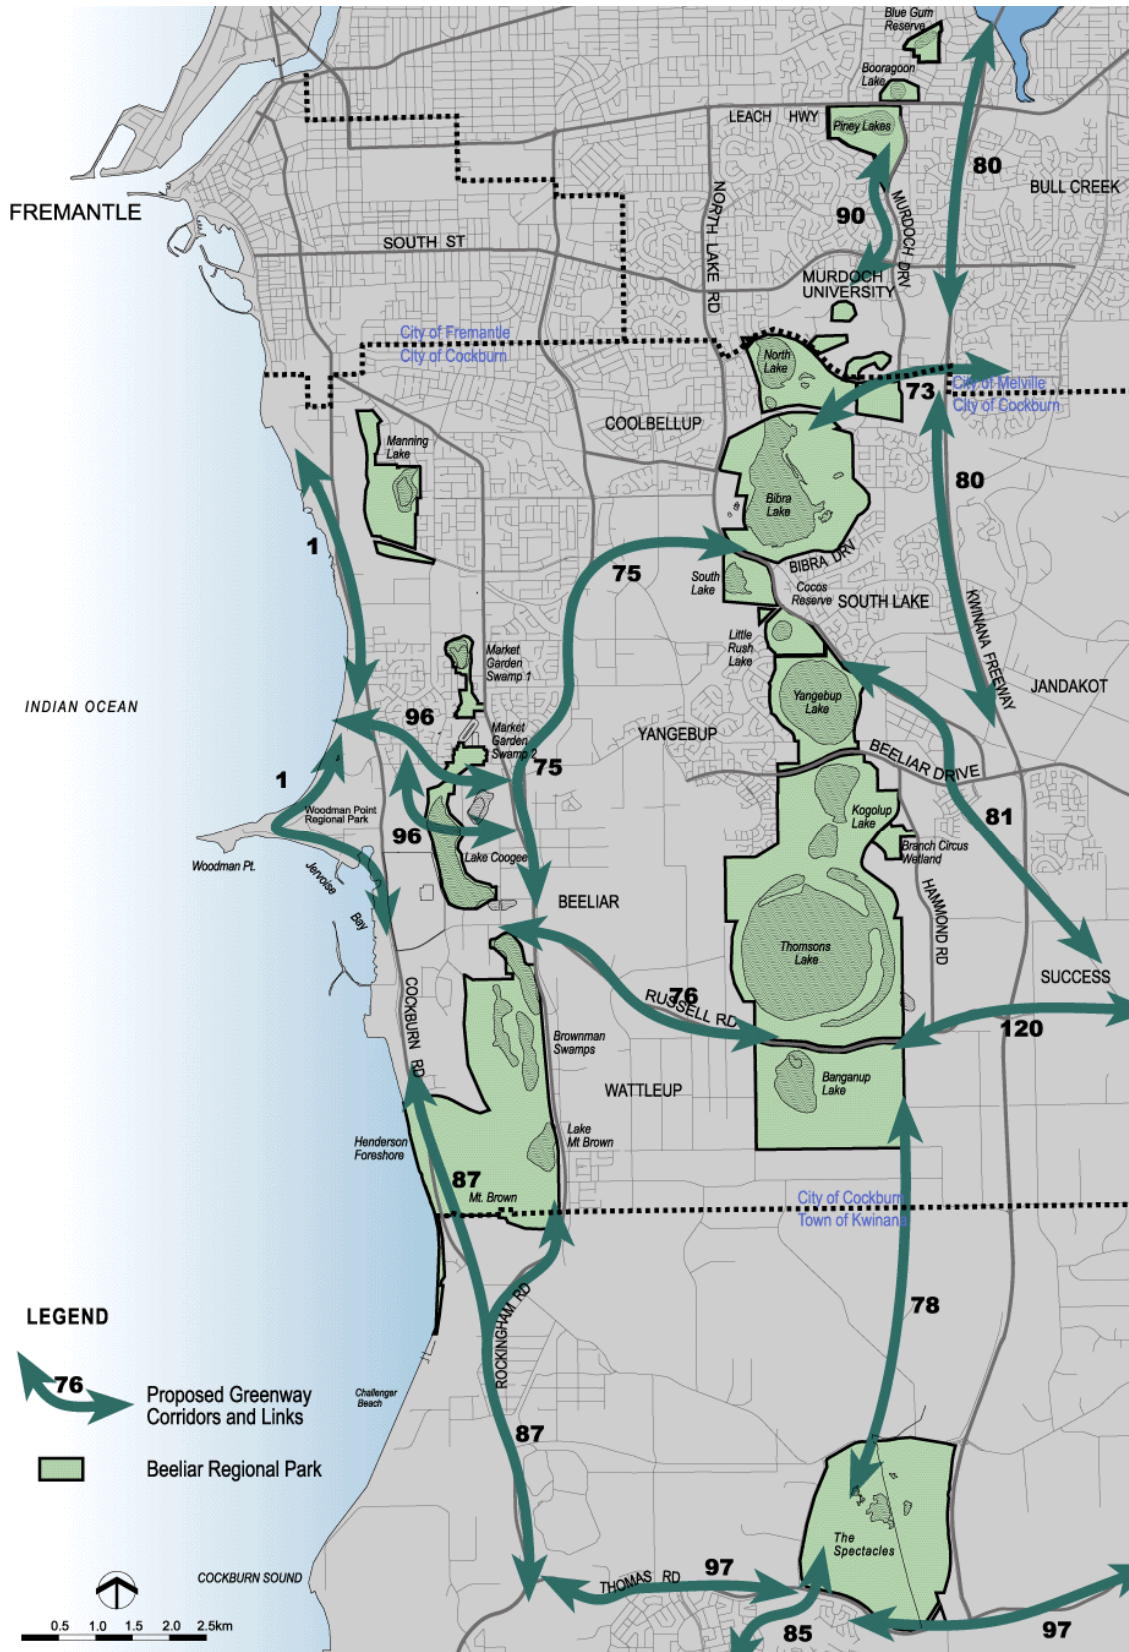 Blue Gum
Reserve
Booragoon
Lake
LEACH HWY
Piney Lakes
80
BULL CREEK
FREMANTLE
90
NORTH LAKE RD
MURDOCH DRV
SOUTH ST
MURDOCH
UNIVERSITY
City of Fremantle
City of Cockburn
North
Lake
73
City of Melville
City of Cockburn
COOLBELLUP
Manning
Lake
80
Bibra
Lake
1
75
BIBRA DRV
South
Lake
Cocos
Reserve
SOUTH LAKE
KWINANA FREEWAY
Little
Rush
Lake
Market
Garden
Swamp 1
INDIAN OCEAN
Yangebup
Lake
JANDAKOT
96
Market
Garden
Swamp 2
YANGEBUP
75
BEELIAR DRIVE
1
Woodman Point
Regional Park
Kogolup
Lake
81
96
Lake Coogee
Branch Circus
Wetland
Woodman Pt.
Jervoise
Bay
HAMMOND RD
BEELIAR
Thomsons
Lake
SUCCESS
COCKBURN RD
76
RUSSELL RD
120
Brownman
Swamps
Banganup
Lake
WATTLEUP
Henderson
Foreshore
Lake
Mt Brown
87
Mt. Brown
City of Cockburn
Town of Kwinana
78
ROCKINGHAM RD
LEGEND
76
Proposed Greenway
Corridors and Links
Challenger
Beach
87
Beeliar Regional Park
The
Spectacles
COCKBURN SOUND
THOMAS RD
97
85
97
0.5 1.0 1.5 2.0 2.5km